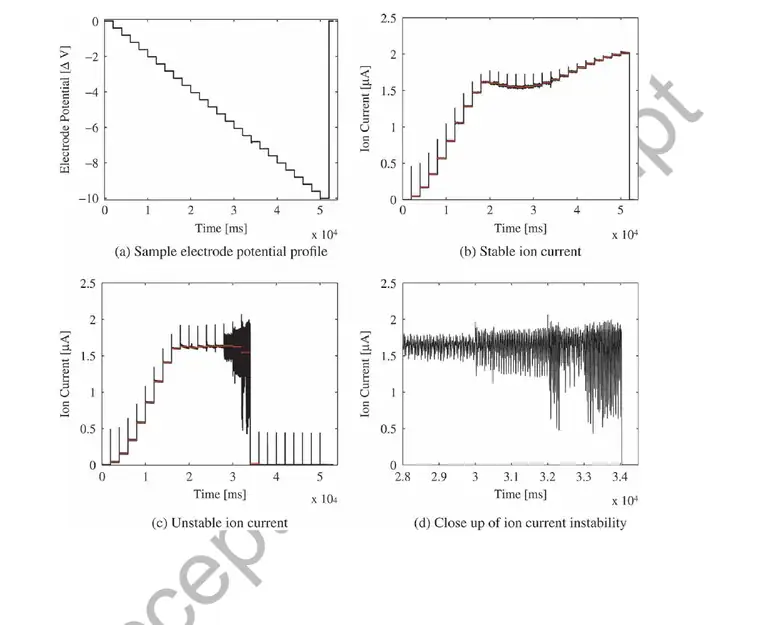 0
−2
−4
−6
−8
−10
Electrode Potential [Δ V]
0 1 2 3 4 5
Time [ms]
x 10⁴
(a) Sample electrode potential profile
2.5
2
1.5
1
0.5
0
Ion Current [μA]
0 1 2 3 4 5
Time [ms]
x 10⁴
(b) Stable ion current
2.5
2
1.5
1
0.5
0
Ion Current [μA]
0 1 2 3 4 5
Time [ms]
x 10₄
(c) Unstable ion current
2.5
2
1.5
1
0.5
0
Ion Current [μA]
2.8 2.9 3 3.1 3.2 3.3 3.4
Time [ms]
x 10⁴
(d) Close up of ion current instability
cept
pt